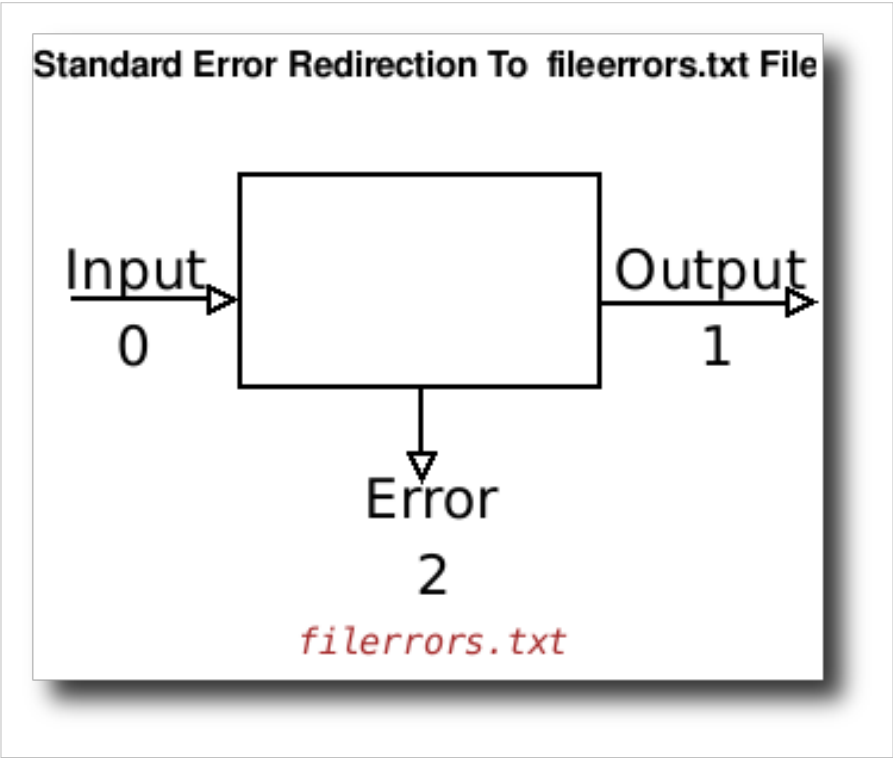 Standard Error Redirection To fileerrors.txt File
Input
Output
0
1
Error
2
filerrors.txt